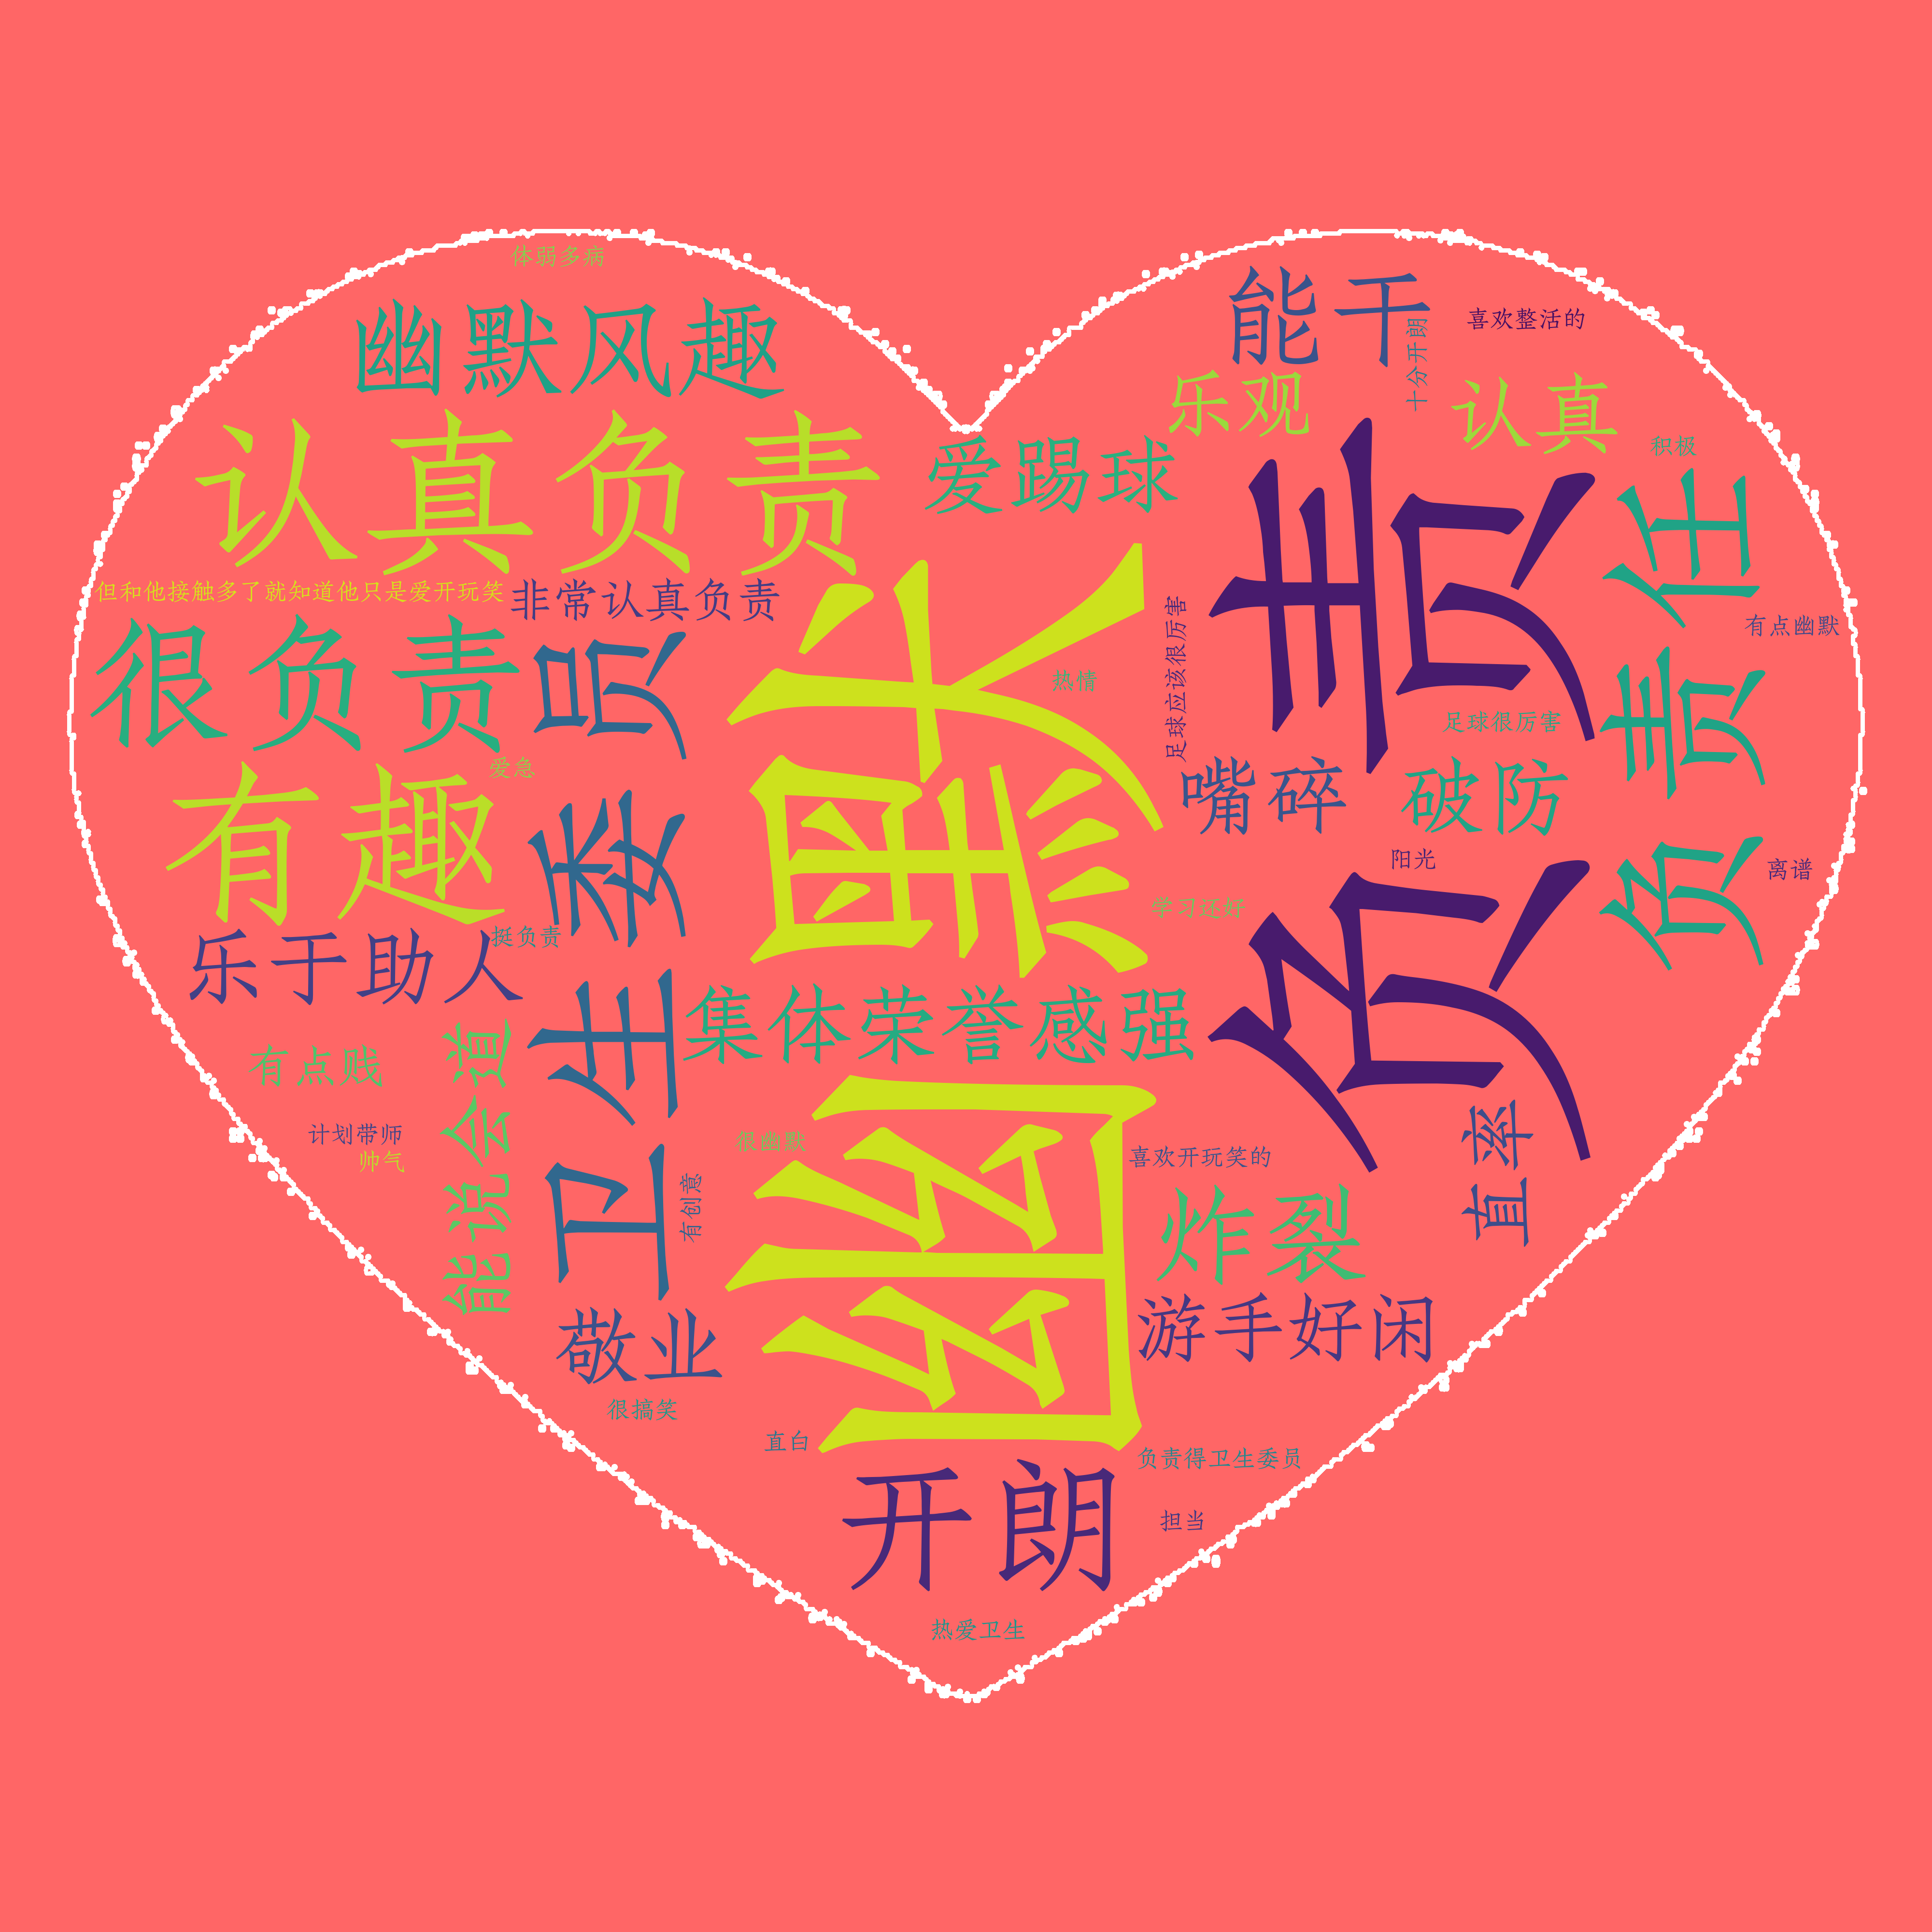 体弱多病
幽默风趣
能干
喜欢整活的
十分开朗
乐观
认真
认真负责
爱踢球
积极
负责任
负责
幽默
但和他接触多了就知道他只是爱开玩笑
非常认真负责
足球应该很厉害
有点幽默
很负责
热情
足球很厉害
爱急
嘴碎
破防
有趣
阳光
离谱
学习还好
乐于助人
挺负责
卫生救员
集体荣誉感强
能说会道
有点贱
计划带师
帅气
很幽默
有创意
喜欢开玩笑的
直率
炸裂
敬业
游手好闲
很搞笑
直白
负责得卫生委员
开朗
担当
热爱卫生